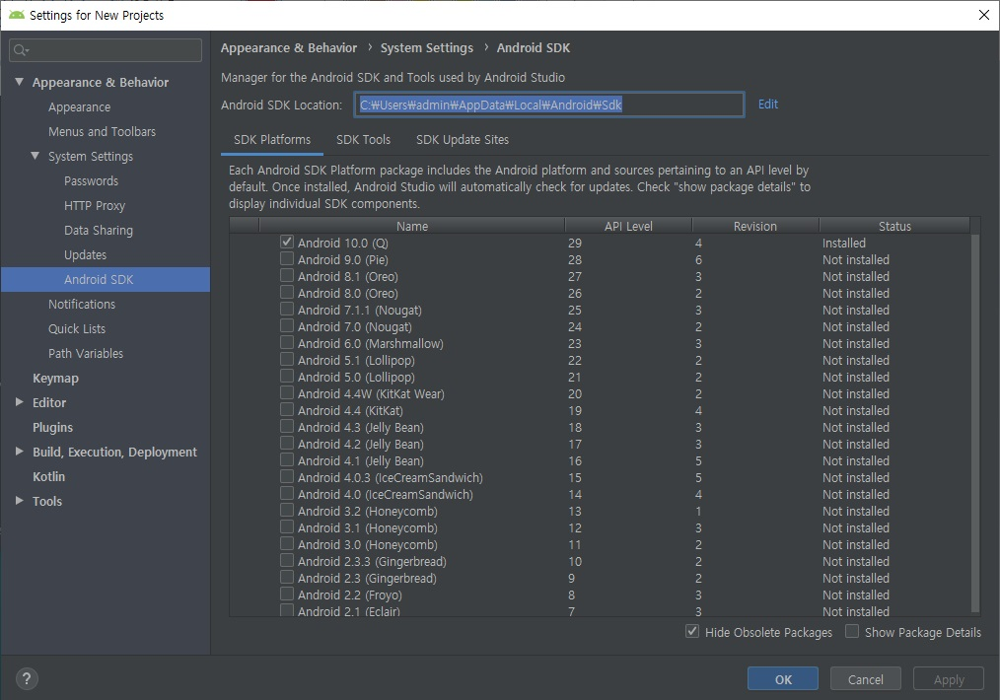 Settings for New Projects
Appearance & Behavior
Appearance
Menus and Toolbars
System Settings
Passwords
HTTP Proxy
Data Sharing
Updates
Android SDK
Notifications
Quick Lists
Path Variables
Keymap
Editor
Plugins
Build, Execution, Deployment
Kotlin
Tools
Appearance & Behavior › System Settings › Android SDK
Manager for the Android SDK and Tools used by Android Studio
Android SDK Location: C:₩Users₩admin₩AppData₩Local₩Android₩Sdk Edit
SDK Platforms SDK Tools SDK Update Sites
Each Android SDK Platform package includes the Android platform and sources pertaining to an API level by
default. Once installed, Android Studio will automatically check for updates. Check "show package details" to
display individual SDK components.
Name API Level Revision Status
Android 10.0 (Q) 29 4 Installed
Android 9.0 (Pie) 28 6 Not installed
Android 8.1 (Oreo) 27 3 Not installed
Android 8.0 (Oreo) 26 2 Not installed
Android 7.1.1 (Nougat) 25 3 Not installed
Android 7.0 (Nougat) 24 2 Not installed
Android 6.0 (Marshmallow) 23 3 Not installed
Android 5.1 (Lollipop) 22 2 Not installed
Android 5.0 (Lollipop) 21 2 Not installed
Android 4.4W (KitKat Wear) 20 2 Not installed
Android 4.4 (KitKat) 19 4 Not installed
Android 4.3 (Jelly Bean) 18 3 Not installed
Android 4.2 (Jelly Bean) 17 3 Not installed
Android 4.1 (Jelly Bean) 16 5 Not installed
Android 4.0.3 (IceCreamSandwich) 15 5 Not installed
Android 4.0 (IceCreamSandwich) 14 4 Not installed
Android 3.2 (Honeycomb) 13 1 Not installed
Android 3.1 (Honeycomb) 12 3 Not installed
Android 3.0 (Honeycomb) 11 2 Not installed
Android 2.3.3 (Gingerbread) 10 2 Not installed
Android 2.3 (Gingerbread) 9 2 Not installed
Android 2.2 (Froyo) 8 3 Not installed
Android 2.1 (Eclair) 7 3 Not installed
Hide Obsolete Packages Show Package Details
? OK Cancel Apply